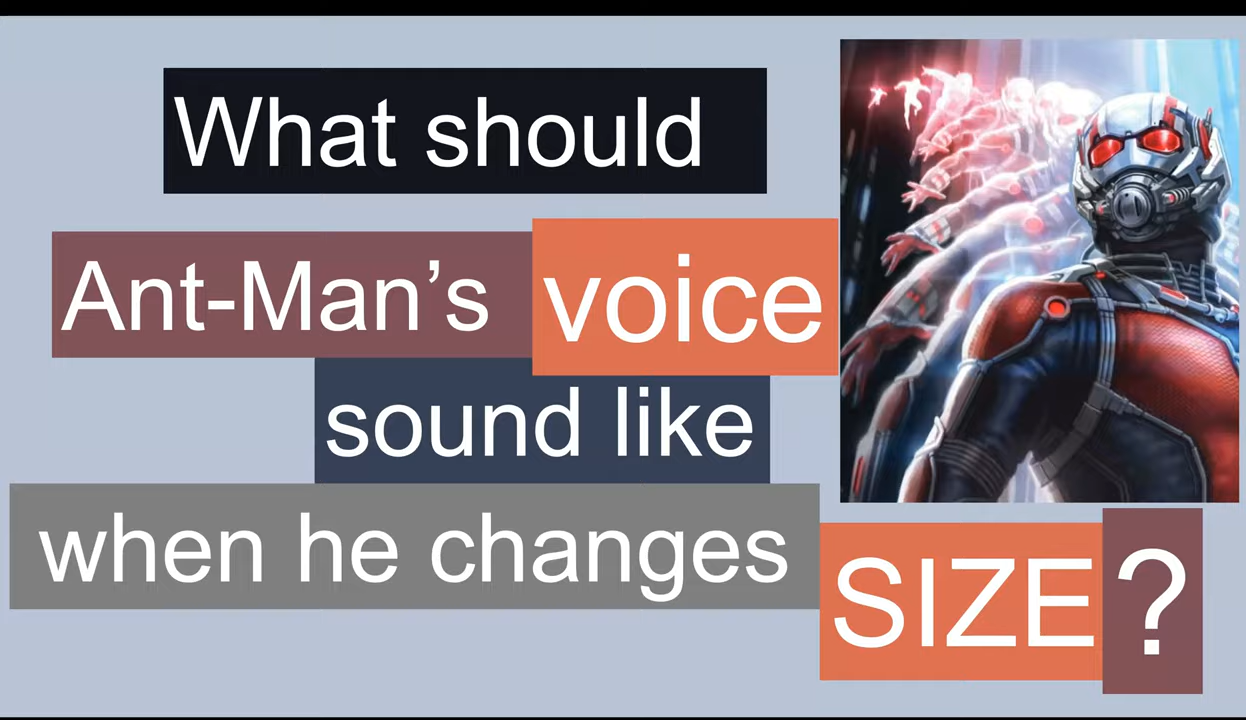 What should
Ant-Man’s voice
sound like
when he changes
SIZE?